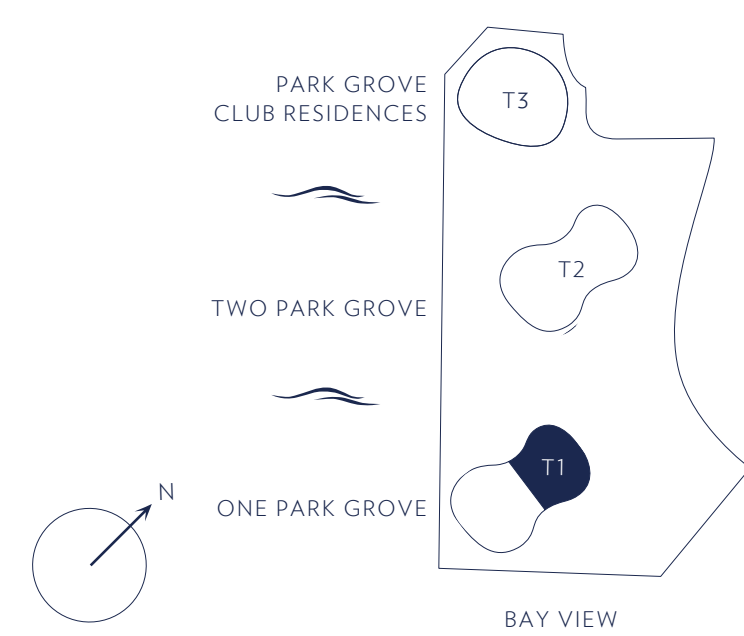 PARK GROVE
CLUB RESIDENCES
T3
T2
TWO PARK GROVE
T1
N
ONE PARK GROVE
BAY VIEW